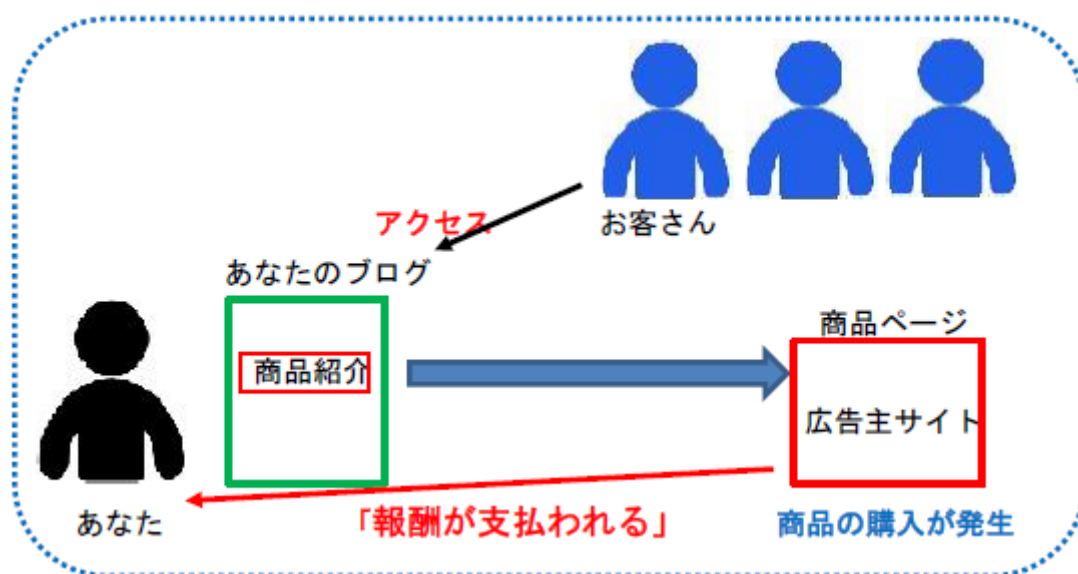 お客さん
アクセス
あなたのブログ
商品ページ
商品紹介
広告主サイト
あなた
「報酬が支払われる」
商品の購入が発生